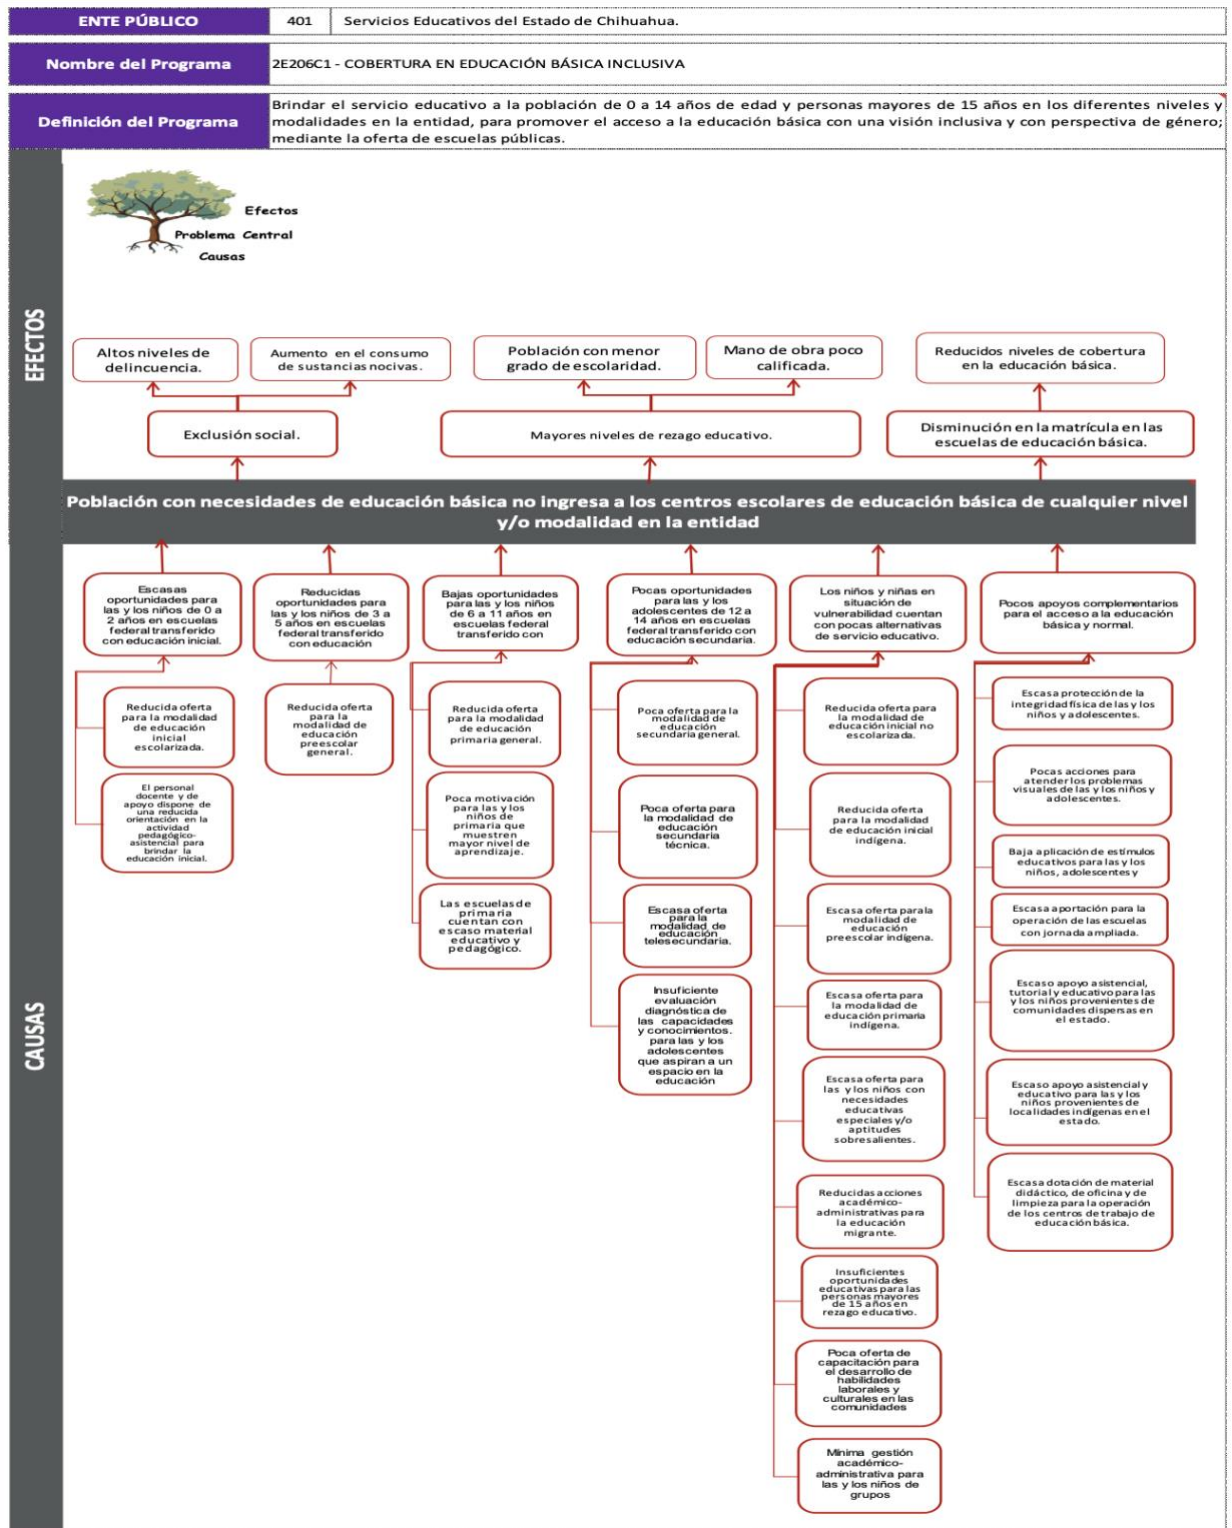 ENTE PÚBLICO
401
Servicios Educativos del Estado de Chihuahua.
Nombre del Programa
2E206C1 - COBERTURA EN EDUCACIÓN BÁSICA INCLUSIVA
Definición del Programa
Brindar el servicio educativo a la población de 0 a 14 años de edad y personas mayores de 15 años en los diferentes niveles y
modalidades en la entidad, para promover el acceso a la educación básica con una visión inclusiva y con perspectiva de género;
mediante la oferta de escuelas públicas.
Efectos
Problema Central
Causas
EFECTOS
Altos niveles de
delincuencia.
Aumento en el consumo
de sustancias nocivas.
Población con menor
grado de escolaridad.
Mano de obra poco
calificada.
Reducidos niveles de cobertura
en la educación básica.
Exclusión social.
Mayores niveles de rezago educativo.
Disminución en la matrícula en las
escuelas de educación básica.
Población con necesidades de educación básica no ingresa a los centros escolares de educación básica de cualquier nivel
y/o modalidad en la entidad
CAUSAS
Escasas
oportunidades para
las y los niños de 0 a
2 años en escuelas
federal transferido
con educación inicial.
Reducidas
oportunidades para
las y los niños de 3 a
5 años en escuelas
federal transferido
con educación
Bajas oportunidades
para las y los niños
de 6 a 11 años en
escuelas federal
transferido con
Pocas oportunidades
para las y los
adolescentes de 12 a
14 años en escuelas
federal transferido con
educación secundaria.
Los niños y niñas en
situación de
vulnerabilidad cuentan
con pocas alternativas
de servicio educativo.
Pocos apoyos complementarios
para el acceso a la educación
básica y normal.
Reducida oferta
para la modalidad
de educación
inicial
escolarizada.
El personal
docente y de
apoyo dispone de
una reducida
orientación en la
actividad
pedagógico-
asistencial para
brindar la
educación inicial.
Reducida oferta
para la
modalidad de
educación
preescolar
general.
Reducida oferta
para la modalidad
de educación
primaria general.
Poca motivación
para las y los
niños de
primaria que
muestren
mayor nivel de
aprendizaje.
Las escuelas de
primaria
cuentan con
escaso material
educativo y
pedagógico.
Poca oferta para la
modalidad de
educación
secundaria general.
Poca oferta para
la modalidad de
educación
secundaria
técnica.
Escasa oferta
para la
modalidad de
educación
telesecundaria.
Insuficiente
evaluación
diagnóstica de
las capacidades
y conocimientos.
para las y los
adolescentes
que aspiran a un
espacio en la
educación
Reducida oferta para
la modalidad de
educación inicial no
escolarizada.
Reducida oferta
para la modalidad
de educación inicial
indígena.
Escasa oferta para la
modalidad de
educación
preescolar indígena.
Escasa oferta para
la modalidad de
educación primaria
indígena.
Escasa oferta para
las y los niños con
necesidades
educativas
especiales y/o
aptitudes
sobresalientes.
Reducidas acciones
académico-
administrativas para
la educación
migrante.
Insuficientes
oportunidades
educativas para las
personas mayores
de 15 años en
rezago educativo.
Poca oferta de
capacitación para
el desarrollo de
habilidades
laborales y
culturales en las
comunidades
Mínima gestión
académico-
administrativa para
las y los niños de
grupos
Escasa protección de la
integridad física de las y los
niños y adolescentes.
Pocas acciones para
atender los problemas
visuales de las y los niños y
adolescentes.
Baja aplicación de estímulos
educativos para las y los
niños, adolescentes y
Escasa aportación para la
operación de las escuelas
con jornada ampliada.
Escaso apoyo asistencial,
tutorial y educativo para las
y los niños provenientes de
comunidades dispersas en
el estado.
Escaso apoyo asistencial y
educativo para las y los
niños provenientes de
localidades indígenas en el
estado.
Escasa dotación de material
didáctico, de oficina y de
limpieza para la operación
de los centros de trabajo de
educación básica.